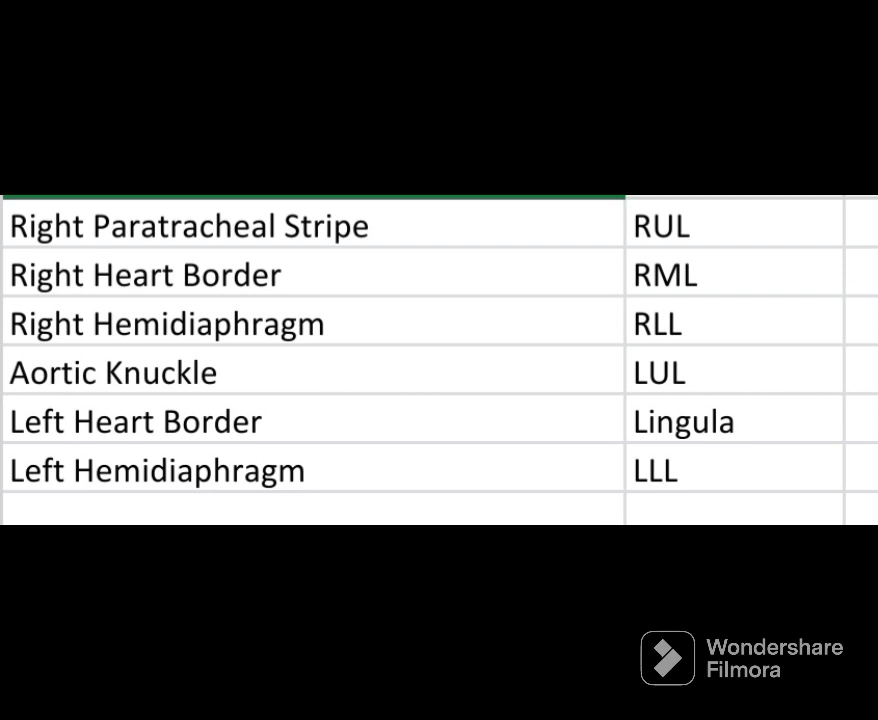 Right Paratracheal Stripe RUL
Right Heart Border RML
Right Hemidiaphragm RLL
Aortic Knuckle LUL
Left Heart Border Lingula
Left Hemidiaphragm LLL
Wondershare
Filmora